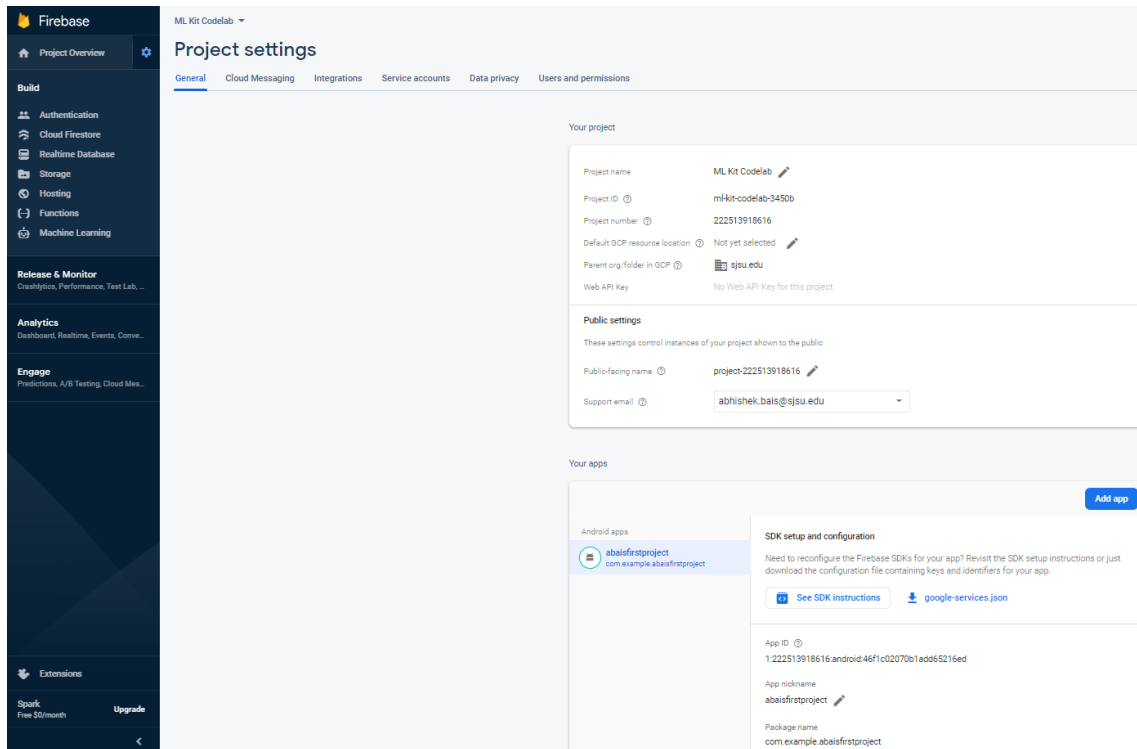 Firebase
Project Overview
Build
Authentication
Cloud Firestore
Realtime Database
Storage
Hosting
Functions
Machine Learning
Release & Monitor
Crashlytics, Performance, Test Lab, ...
Analytics
Dashboard, Realtime, Events, Conve...
Engage
Predictions, A/B Testing, Cloud Mes...
Extensions
Spark
Free $0/month
Upgrade
ML Kit Codelab
Project settings
General Cloud Messaging Integrations Service accounts Data privacy Users and permissions
Your project
Project name ML Kit Codelab
Project ID ml-kit-codelab-3450b
Project number 222513918616
Default GCP resource location Not yet selected
Parent org/folder in GCP sjsu.edu
Web API Key No Web API Key for this project
Public settings
These settings control instances of your project shown to the public
Public-facing name project-222513918616
Support email abhishek.bais@sjsu.edu
Your apps
Add app
Android apps
abaisfirstproject
com.example.abaisfirstproject
SDK setup and configuration
Need to reconfigure the Firebase SDKs for your app? Revisit the SDK setup instructions or just
download the configuration file containing keys and identifiers for your app.
See SDK instructions google-services.json
App ID
1:222513918616:android:46f1c02070b1add65216ed
App nickname
abaisfirstproject
Package name
com.example.abaisfirstproject